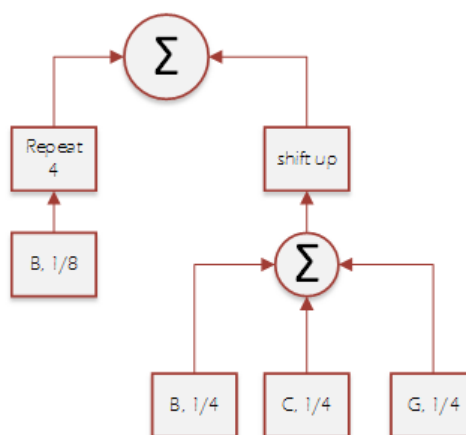 Σ
Repeat
4
shift up
B, 1/8
Σ
B, 1/4
C, 1/4
G, 1/4